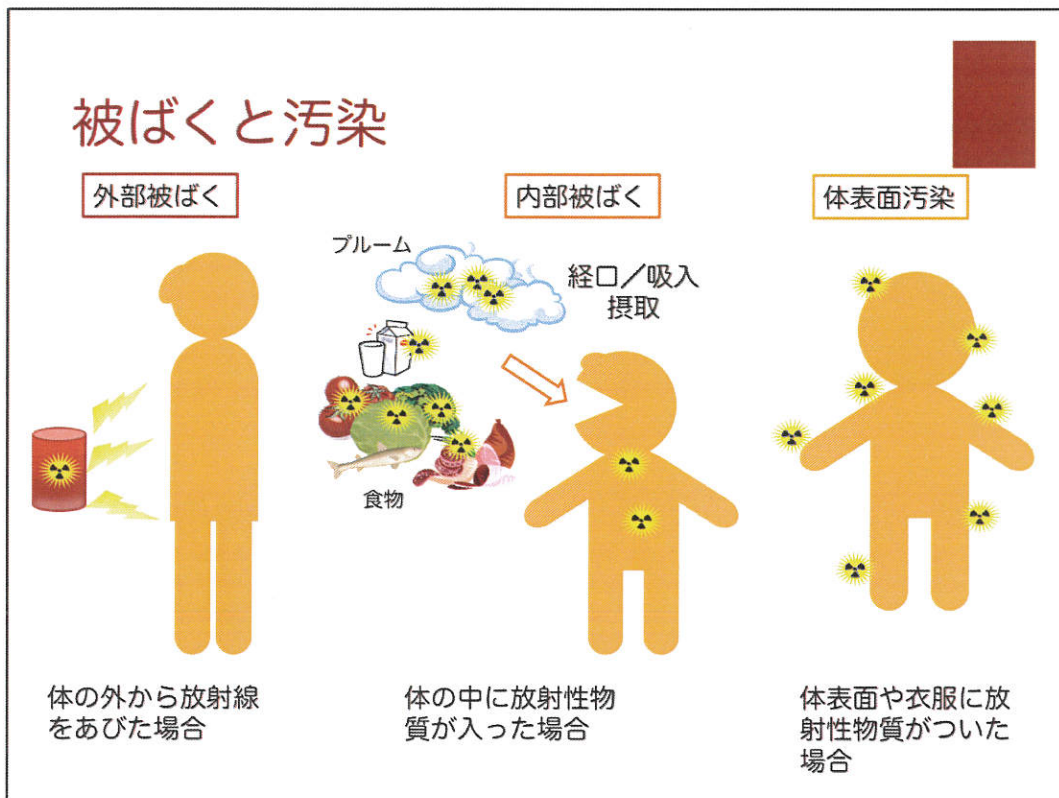 被ばくと汚染
外部被ばく
体の外から放射線
をあびた場合
内部被ばく
プルーム
経口／吸入
摂取
食物
体の中に放射性物
質が入った場合
体表面汚染
体表面や衣服に放
射性物質がついた
場合